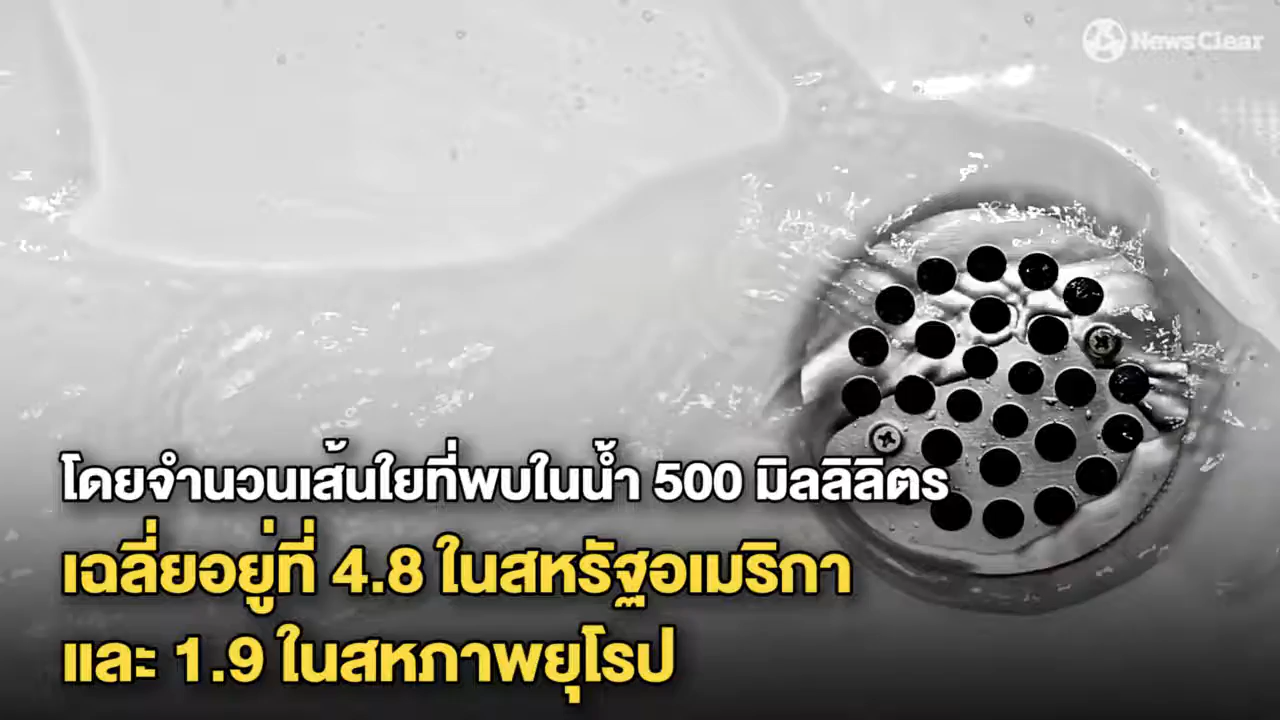 News Clear
โดยจำนวนเส้นใยที่พบในน้ำ 500 มิลลิลิตร
เฉลี่ยอยู่ที่ 4.8 ในสหรัฐอเมริกา
และ 1.9 ในสหภาพยุโรป